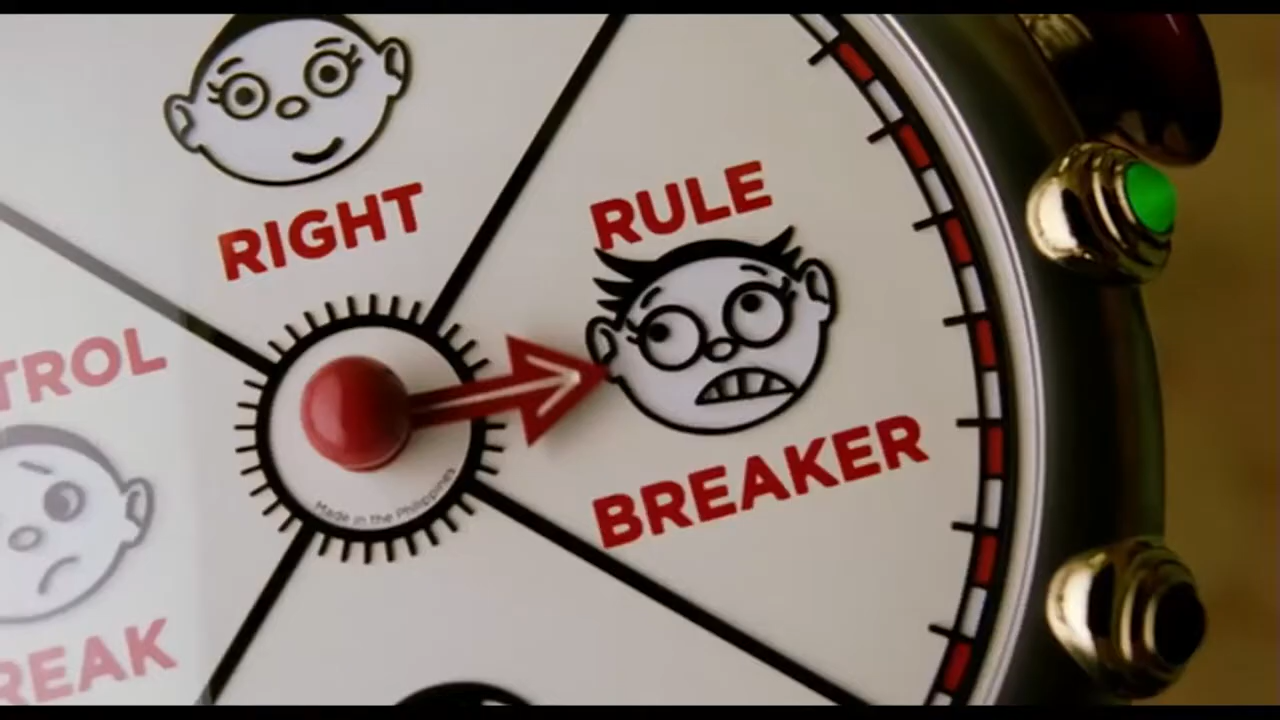 RIGHT
RULE
BREAKER
TROL
REAK
Made in the Philippines